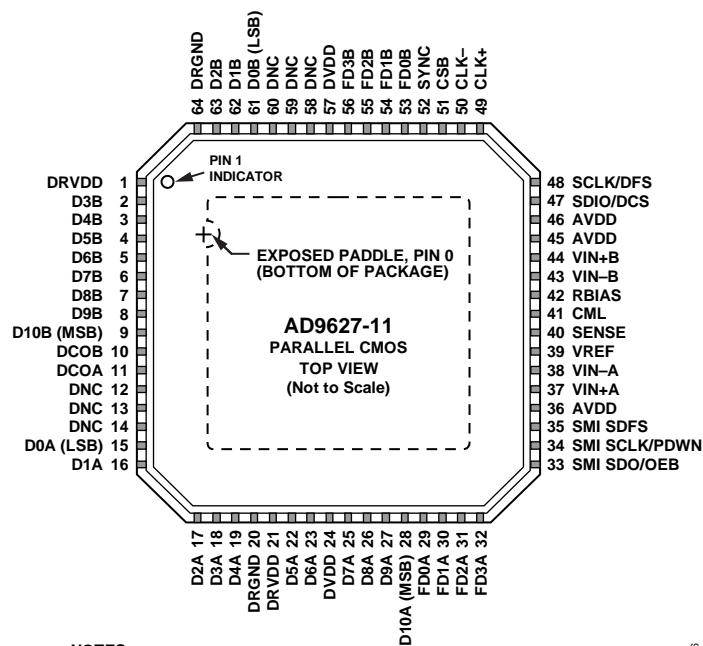 64 DRGND
63 D2B
62 D1B
61 D0B (LSB)
60 DNC
59 DNC
58 DNC
57 DVDD
56 FD3B
55 FD2B
54 FD1B
53 FD0B
52 SYNC
51 CSB
50 CLK–
49 CLK+
PIN 1
INDICATOR
DRVDD 1
D3B 2
D4B 3
D5B 4
D6B 5
D7B 6
D8B 7
D9B 8
D10B (MSB) 9
DCOB 10
DCOA 11
DNC 12
DNC 13
DNC 14
D0A (LSB) 15
D1A 16
EXPOSED PADDLE, PIN 0
(BOTTOM OF PACKAGE)
AD9627-11
PARALLEL CMOS
TOP VIEW
(Not to Scale)
48 SCLK/DFS
47 SDIO/DCS
46 AVDD
45 AVDD
44 VIN+B
43 VIN–B
42 RBIAS
41 CML
40 SENSE
39 VREF
38 VIN–A
37 VIN+A
36 AVDD
35 SMI SDFS
34 SMI SCLK/PDWN
33 SMI SDO/OEB
D2A 17
D3A 18
D4A 19
DRGND 20
DRVDD 21
D5A 22
D6A 23
DVDD 24
D7A 25
D8A 26
D9A 27
D10A (MSB) 28
FD0A 29
FD1A 30
FD2A 31
FD3A 32